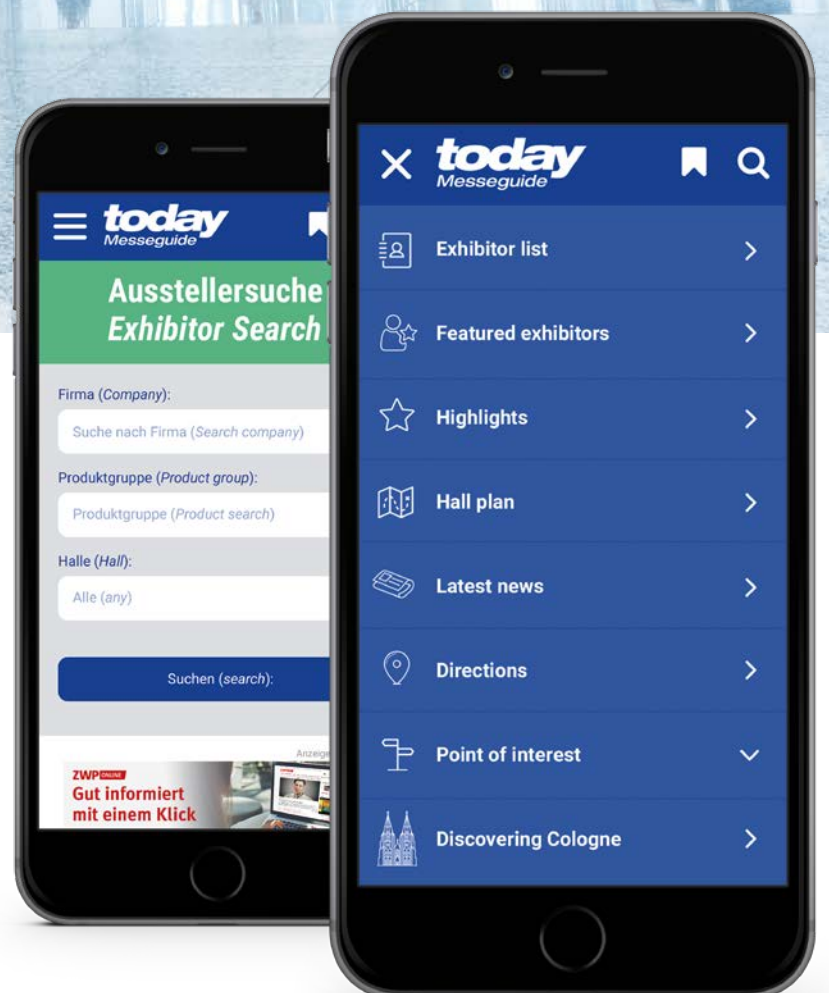 today
Messeguide
Ausstellersuche
Exhibitor Search
Firma (Company):
Suche nach Firma (Search company)
Produktgruppe (Product group):
Produktgruppe (Product search)
Halle (Hall):
Alle (any)
Suchen (search):
Anzeige
ZWP ONLINE
Gut informiert
mit einem Klick
today
Messeguide
Exhibitor list
Featured exhibitors
Highlights
Hall plan
Latest news
Directions
Point of interest
Discovering Cologne